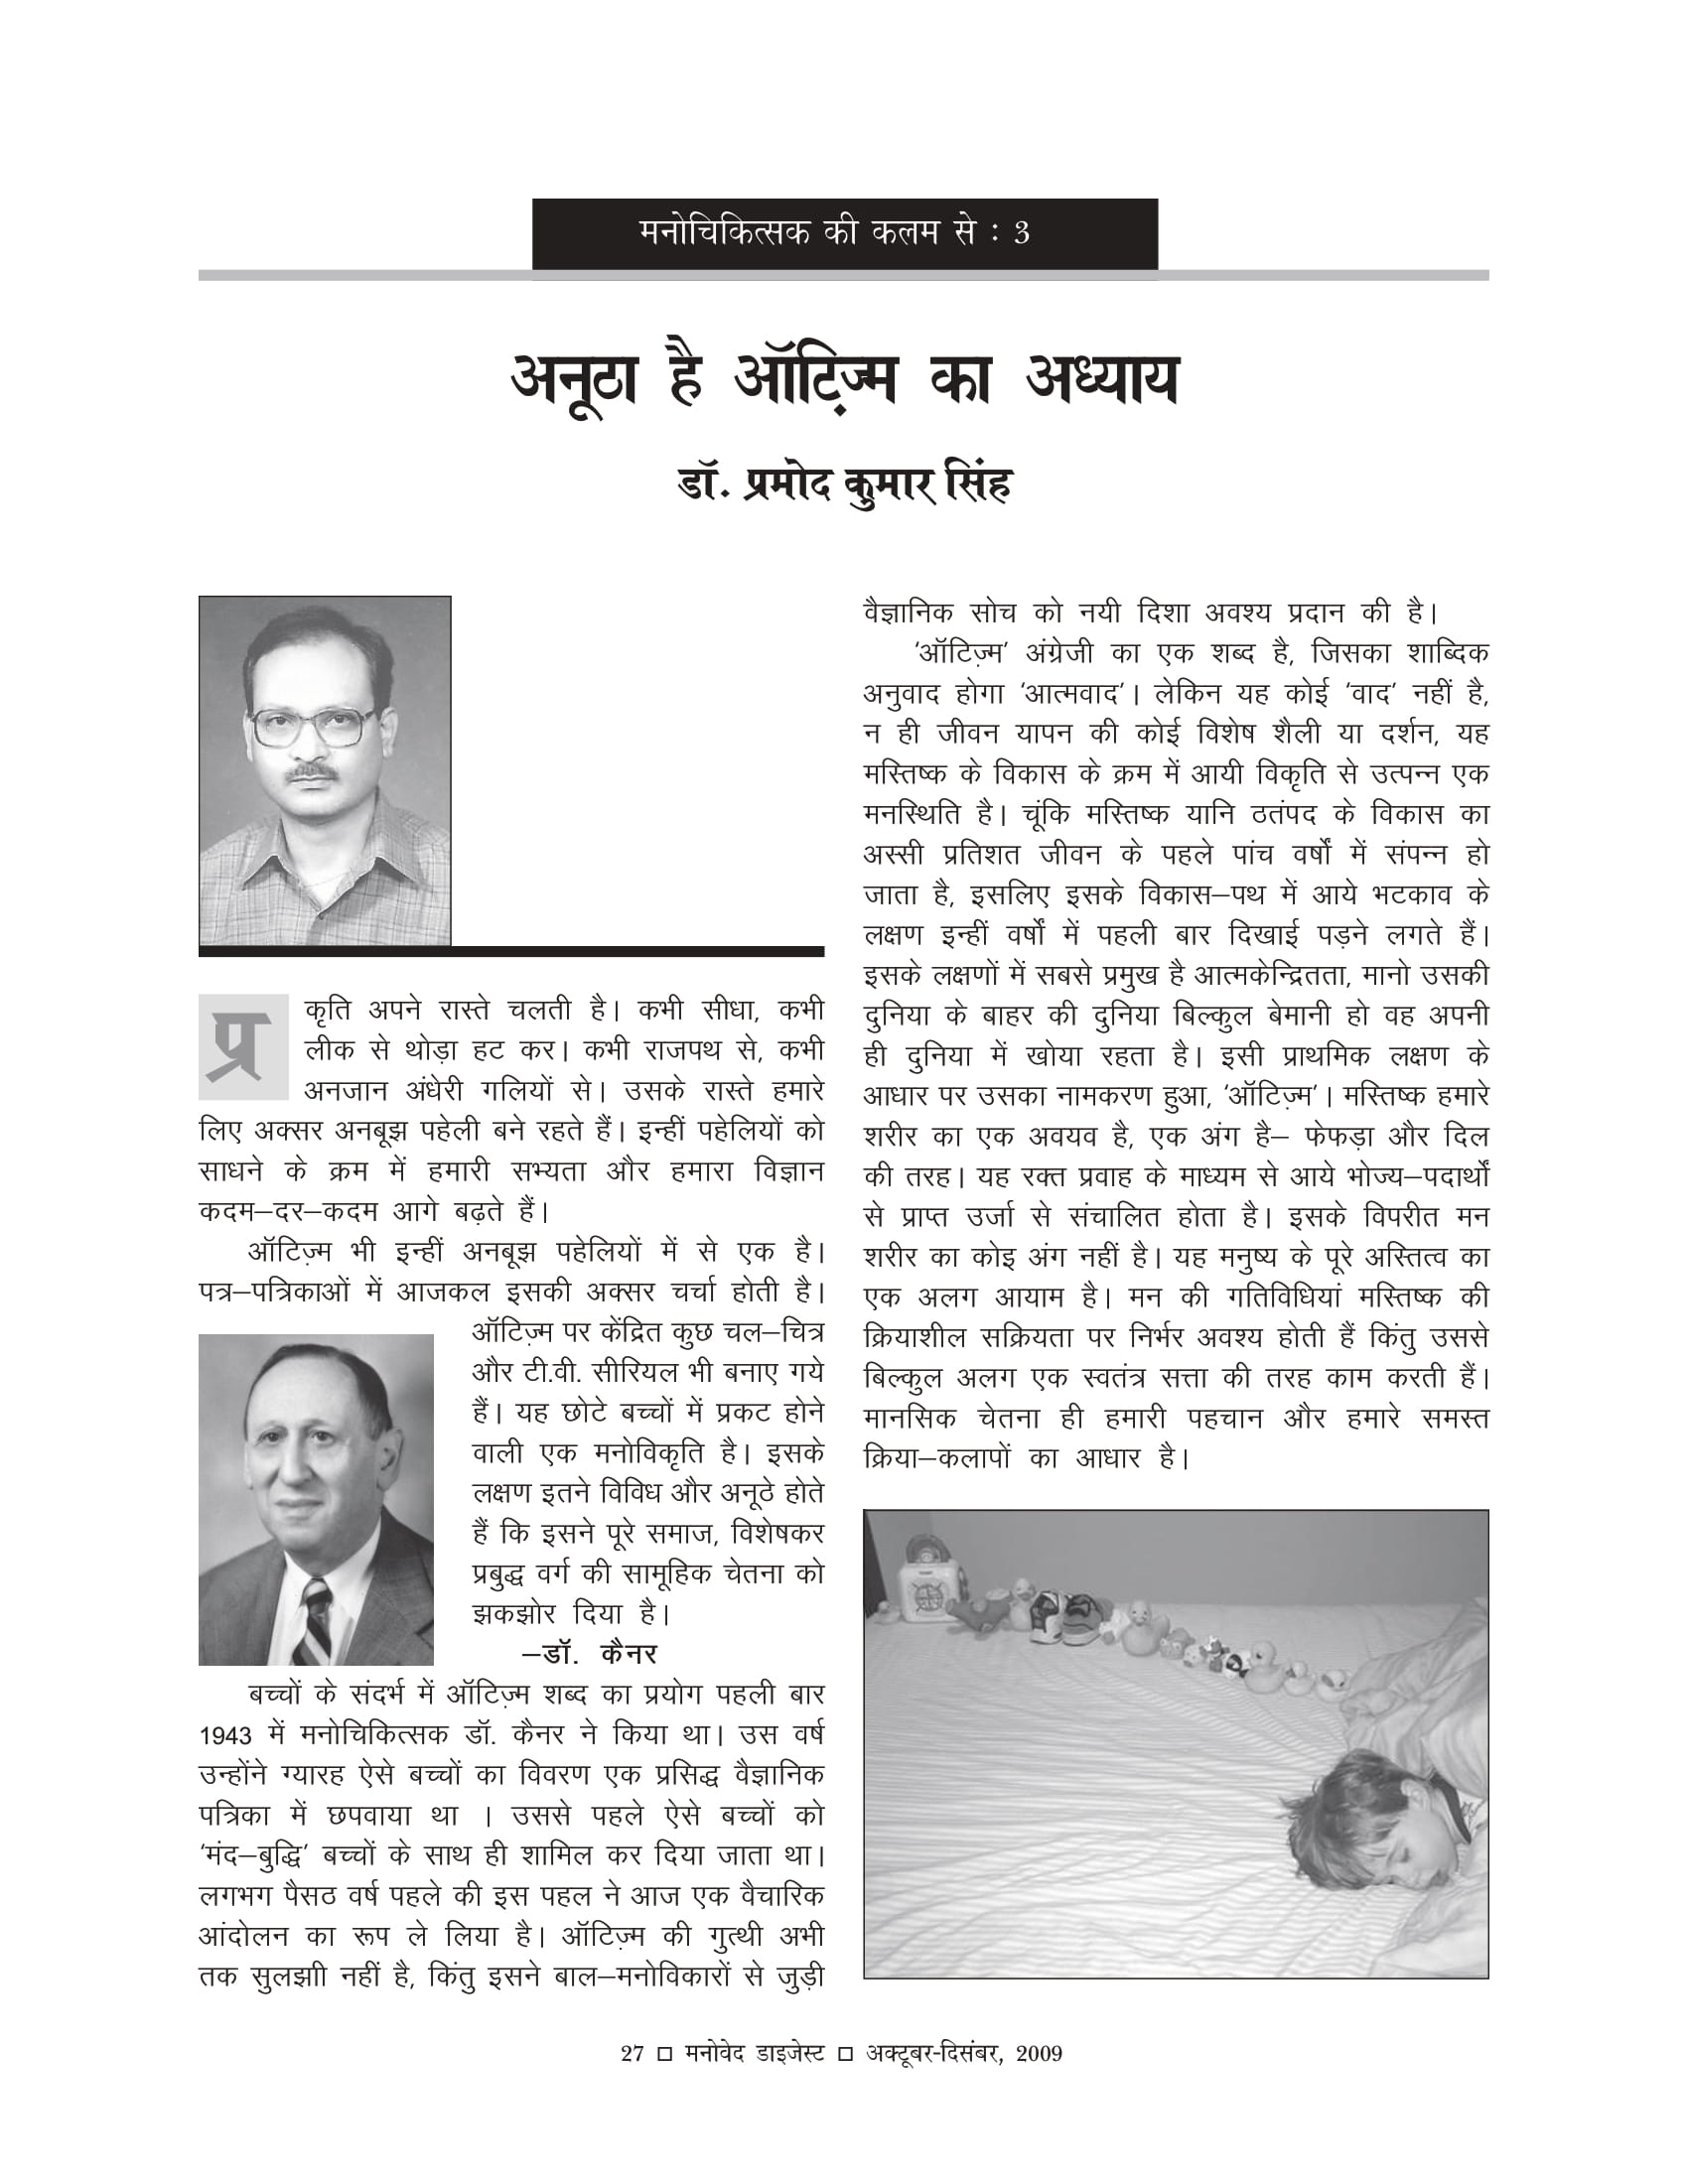 मनोचिकित्सक की कलम से : 3
अनूठा है ऑटिज़्म का अध्याय
डॉ. प्रमोद कुमार सिंह
प्रकृति अपने रास्ते चलती है। कभी सीधा, कभी
लीक से थोड़ा हट कर। कभी राजपथ से, कभी
अनजान अंधेरी गलियों से। उसके रास्ते हमारे
लिए अक्सर अनबूझ पहेली बने रहते हैं। इन्हीं पहेलियों को
साधने के क्रम में हमारी सभ्यता और हमारा विज्ञान
कदम–दर–कदम आगे बढ़ते हैं।
ऑटिज़्म भी इन्हीं अनबूझ पहेलियों में से एक है।
पत्र–पत्रिकाओं में आजकल इसकी अक्सर चर्चा होती है।
ऑटिज़्म पर केंद्रित कुछ चल–चित्र
और टी.वी. सीरियल भी बनाए गये
हैं। यह छोटे बच्चों में प्रकट होने
वाली एक मनोविकृति है। इसके
लक्षण इतने विविध और अनूठे होते
हैं कि इसने पूरे समाज, विशेषकर
प्रबुद्ध वर्ग की सामूहिक चेतना को
झकझोर दिया है।
–डॉ. कैनर
बच्चों के संदर्भ में ऑटिज़्म शब्द का प्रयोग पहली बार
1943 में मनोचिकित्सक डॉ. कैनर ने किया था। उस वर्ष
उन्होंने ग्यारह ऐसे बच्चों का विवरण एक प्रसिद्ध वैज्ञानिक
पत्रिका में छपवाया था । उससे पहले ऐसे बच्चों को
‘मंद–बुद्धि’ बच्चों के साथ ही शामिल कर दिया जाता था।
लगभग पैसठ वर्ष पहले की इस पहल ने आज एक वैचारिक
आंदोलन का रूप ले लिया है। ऑटिज़्म की गुत्थी अभी
तक सुलझाी नहीं है, किंतु इसने बाल–मनोविकारों से जुड़ी
वैज्ञानिक सोच को नयी दिशा अवश्य प्रदान की है।
‘ऑटिज़्म’ अंग्रेजी का एक शब्द है, जिसका शाब्दिक
अनुवाद होगा ‘आत्मवाद’। लेकिन यह कोई ‘वाद’ नहीं है,
न ही जीवन यापन की कोई विशेष शैली या दर्शन, यह
मस्तिष्क के विकास के क्रम में आयी विकृति से उत्पन्न एक
मनस्थिति है। चूंकि मस्तिष्क यानि ठतंपद के विकास का
अस्सी प्रतिशत जीवन के पहले पांच वर्षों में संपन्न हो
जाता है, इसलिए इसके विकास–पथ में आये भटकाव के
लक्षण इन्हीं वर्षों में पहली बार दिखाई पड़ने लगते हैं।
इसके लक्षणों में सबसे प्रमुख है आत्मकेन्द्रितता, मानो उसकी
दुनिया के बाहर की दुनिया बिल्कुल बेमानी हो वह अपनी
ही दुनिया में खोया रहता है। इसी प्राथमिक लक्षण के
आधार पर उसका नामकरण हुआ, ‘ऑटिज़्म’। मस्तिष्क हमारे
शरीर का एक अवयव है, एक अंग है– फेफड़ा और दिल
की तरह। यह रक्त प्रवाह के माध्यम से आये भोज्य–पदार्थों
से प्राप्त उर्जा से संचालित होता है। इसके विपरीत मन
शरीर का कोइ अंग नहीं है। यह मनुष्य के पूरे अस्तित्व का
एक अलग आयाम है। मन की गतिविधियां मस्तिष्क की
क्रियाशील सक्रियता पर निर्भर अवश्य होती हैं किंतु उससे
बिल्कुल अलग एक स्वतंत्र सत्ता की तरह काम करती हैं।
मानसिक चेतना ही हमारी पहचान और हमारे समस्त
क्रिया–कलापों का आधार है।
27 □ मनोवेद डाइजेस्ट □ अक्टूबर-दिसंबर, 2009